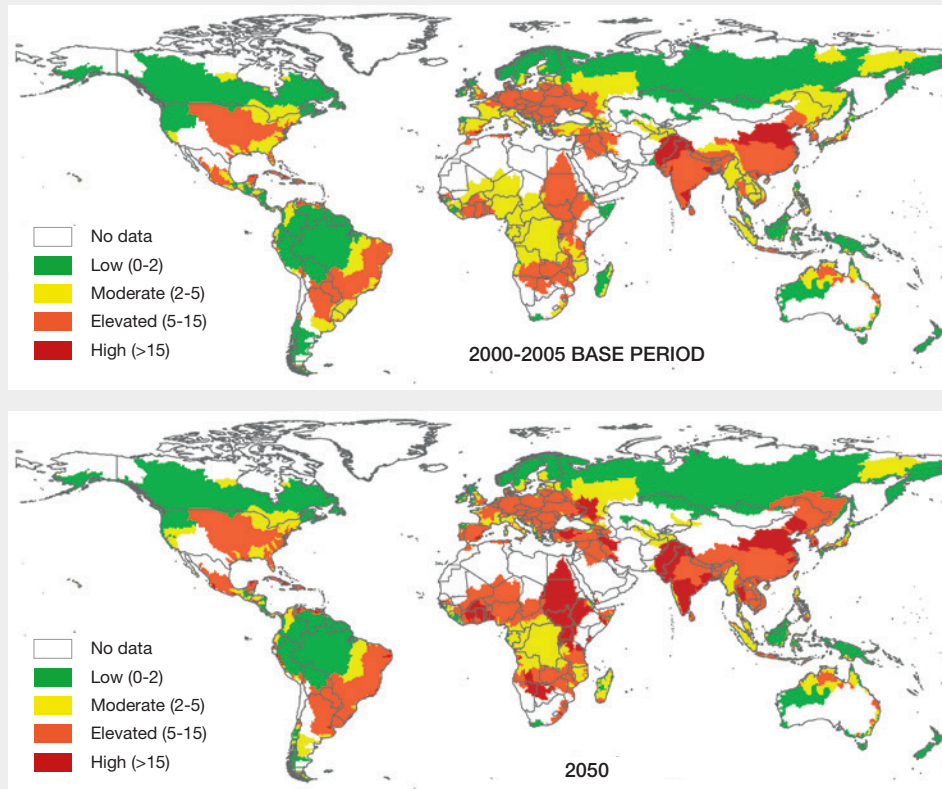 No data
Low (0-2)
Moderate (2-5)
Elevated (5-15)
High (>15)
2000-2005 BASE PERIOD
No data
Low (0-2)
Moderate (2-5)
Elevated (5-15)
High (>15)
2050